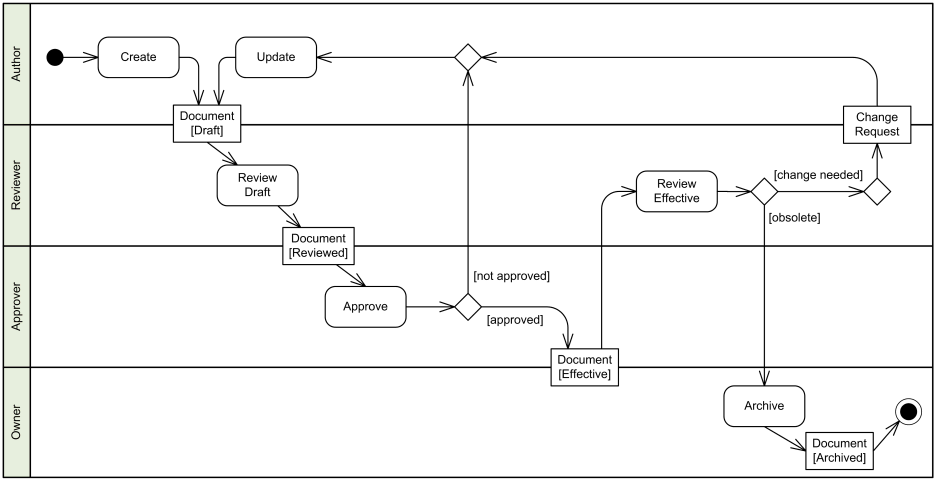 Author
Create
Update
Document
[Draft]
Change
Request
Reviewer
Review
Draft
Review
Effective
[change needed]
[obsolete]
Document
[Reviewed]
Approver
Approve
[not approved]
[approved]
Document
[Effective]
Owner
Archive
Document
[Archived]